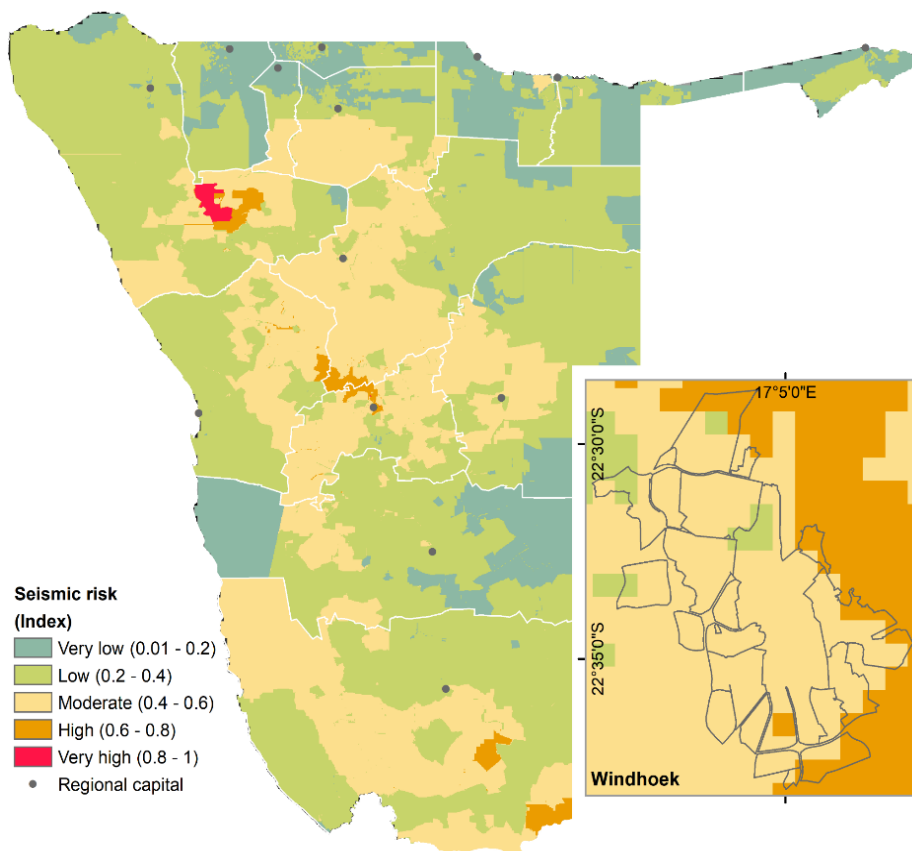 17°5'0"E
22°30'0"S
22°35'0"S
Windhoek
Seismic risk
(Index)
Very low (0.01 - 0.2)
Low (0.2 - 0.4)
Moderate (0.4 - 0.6)
High (0.6 - 0.8)
Very high (0.8 - 1)
Regional capital